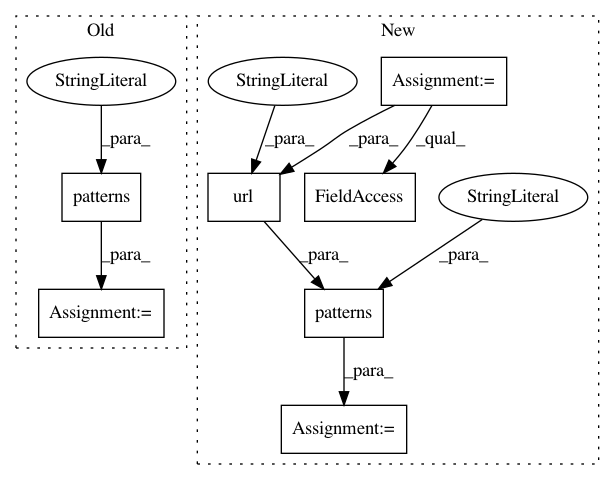 Old
New
StringLiteral
StringLiteral
Assignment:=
_para_
_para_
_para_
_qual_
patterns
url
FieldAccess
StringLiteral
_para_
_para_
_para_
Assignment:=
patterns
_para_
Assignment:=